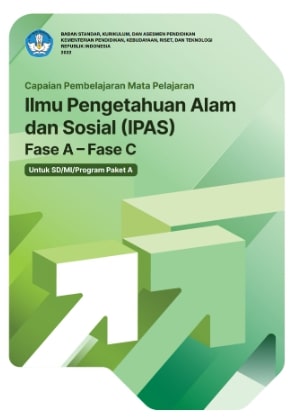 BADAN STANDAR, KURIKULUM, DAN ASESMEN PENDIDIKAN
KEMENTERIAN PENDIDIKAN, KEBUDAYAAN, RISET, DAN TEKNOLOGI
REPUBLIK INDONESIA
2022
Capaian Pembelajaran Mata Pelajaran
Ilmu Pengetahuan Alam
dan Sosial (IPAS)
Fase A – Fase C
Untuk SD/MI/Program Paket A